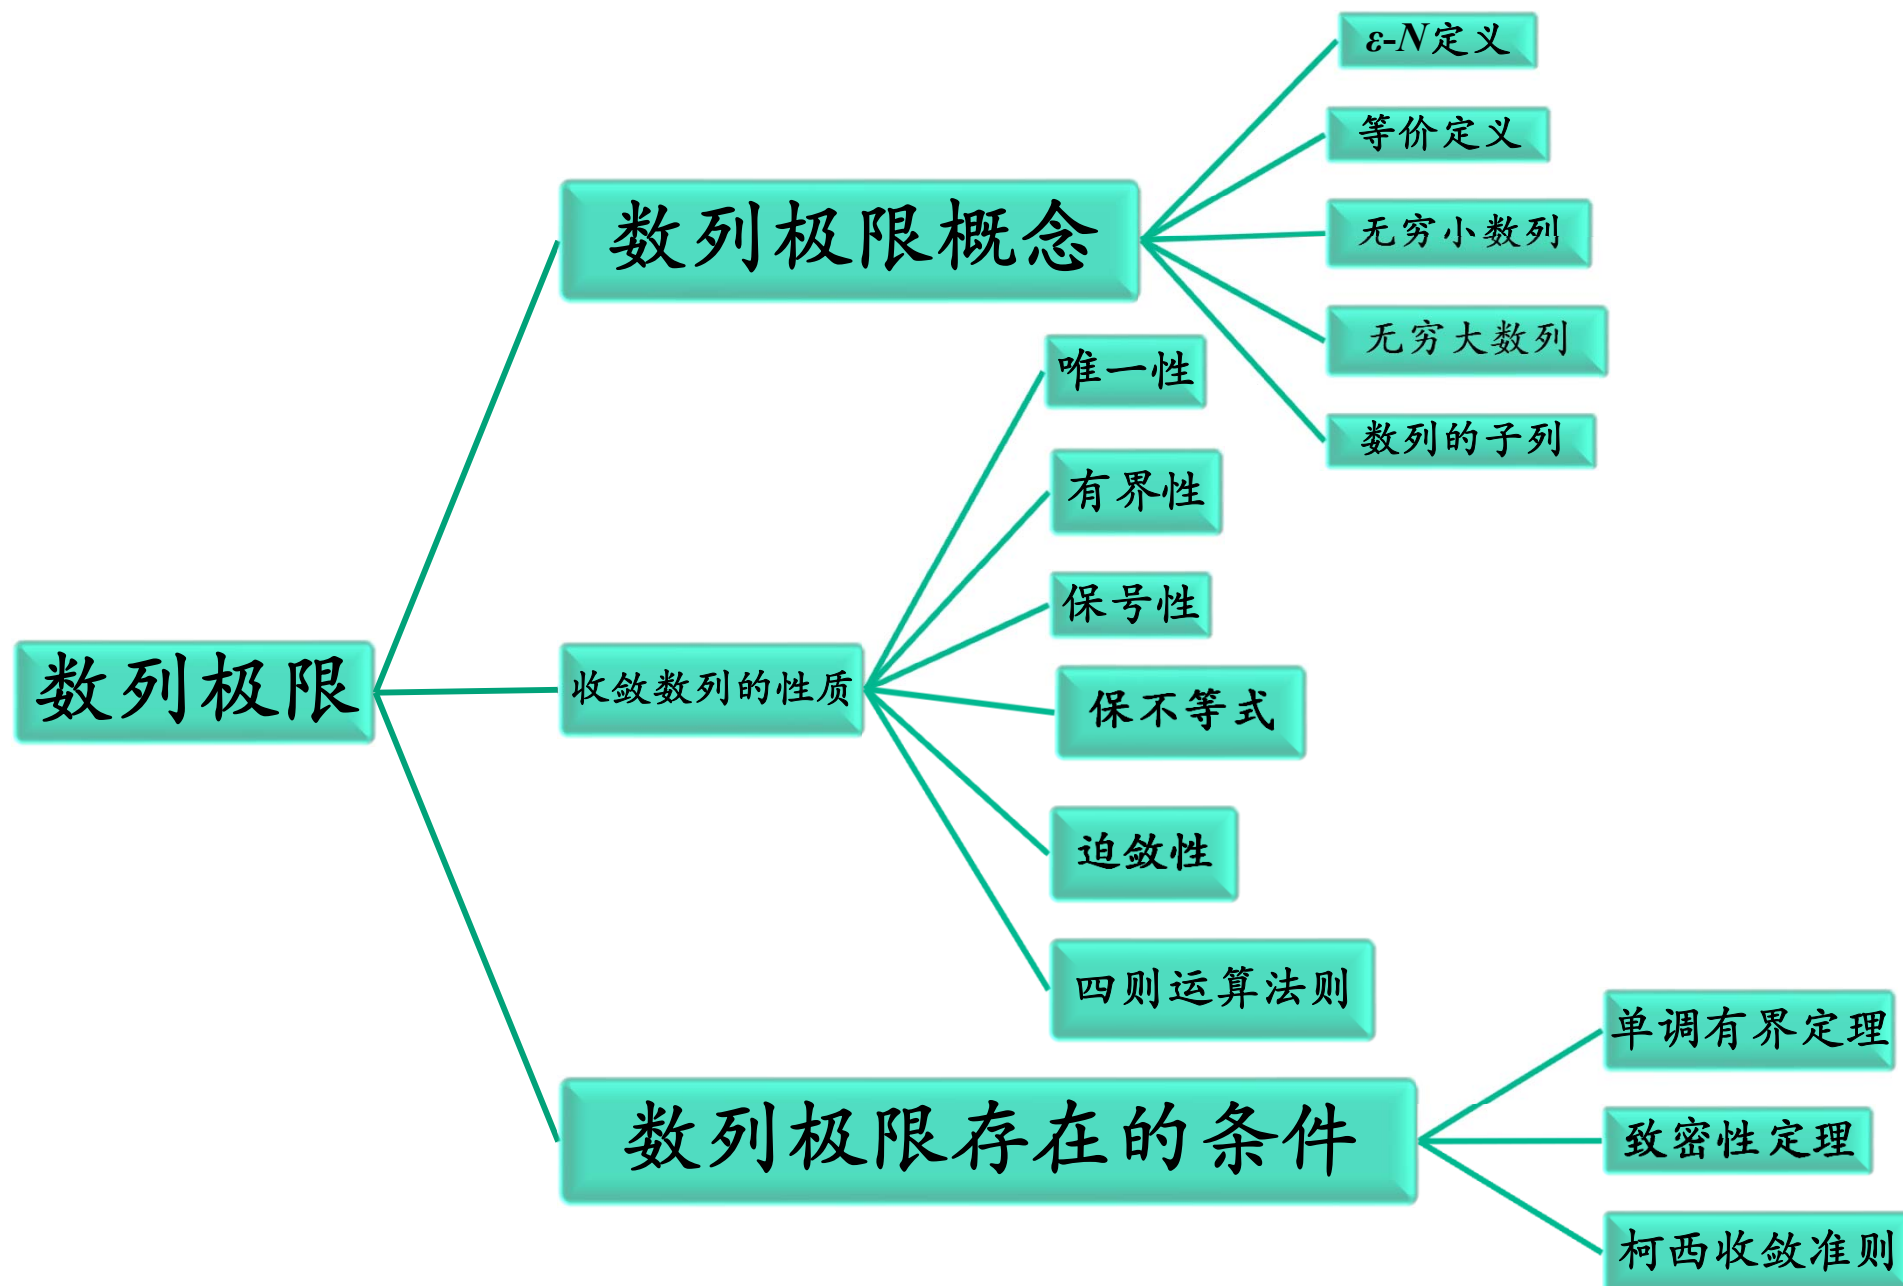 数列极限
数列极限概念
ε-N定义
等价定义
无穷小数列
无穷大数列
数列的子列
收敛数列的性质
唯一性
有界性
保号性
保不等式
迫敛性
四则运算法则
数列极限存在的条件
单调有界定理
致密性定理
柯西收敛准则